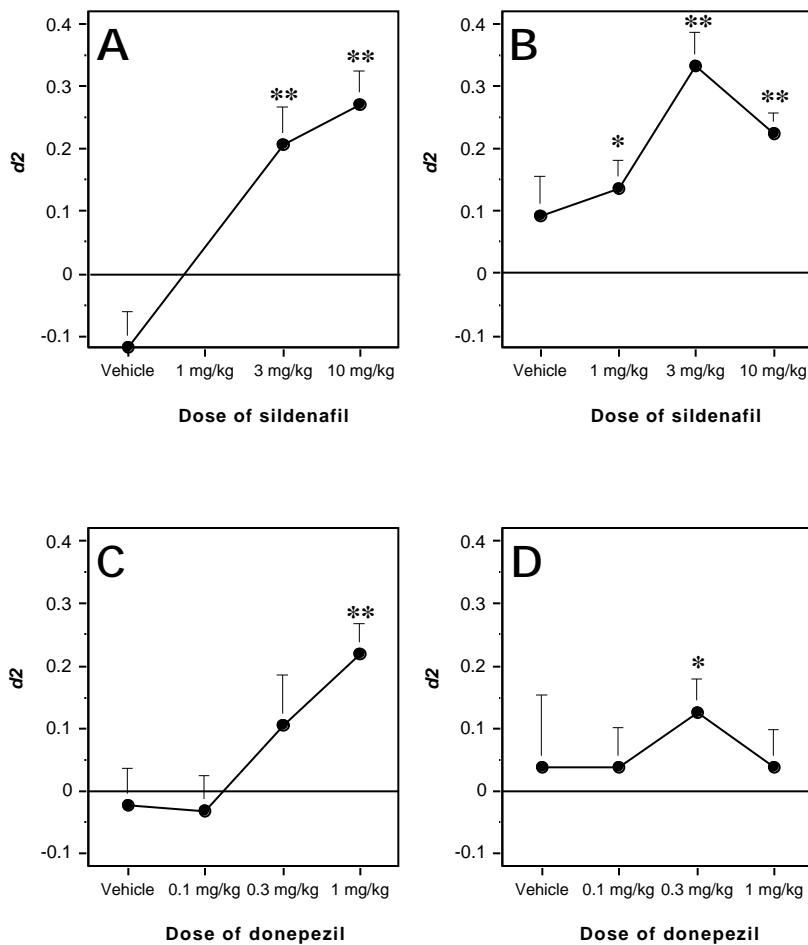 A
0.4
0.3
0.2
0.1
0
-0.1
d2
** **
Vehicle 1 mg/kg 3 mg/kg 10 mg/kg
Dose of sildenafil
B
0.4
0.3
0.2
0.1
0
-0.1
d2
* ** **
Vehicle 1 mg/kg 3 mg/kg 10 mg/kg
Dose of sildenafil
C
0.4
0.3
0.2
0.1
0
-0.1
d2
**
Vehicle 0.1 mg/kg 0.3 mg/kg 1 mg/kg
Dose of donepezil
D
0.4
0.3
0.2
0.1
0
-0.1
d2
*
Vehicle 0.1 mg/kg 0.3 mg/kg 1 mg/kg
Dose of donepezil